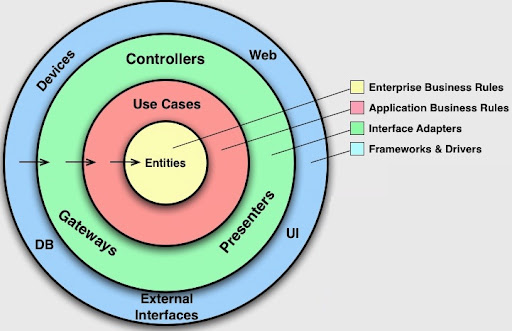 Devices
Web
Controllers
Use Cases
Entities
Gateways
Presenters
DB
UI
External
Interfaces
Enterprise Business Rules
Application Business Rules
Interface Adapters
Frameworks & Drivers